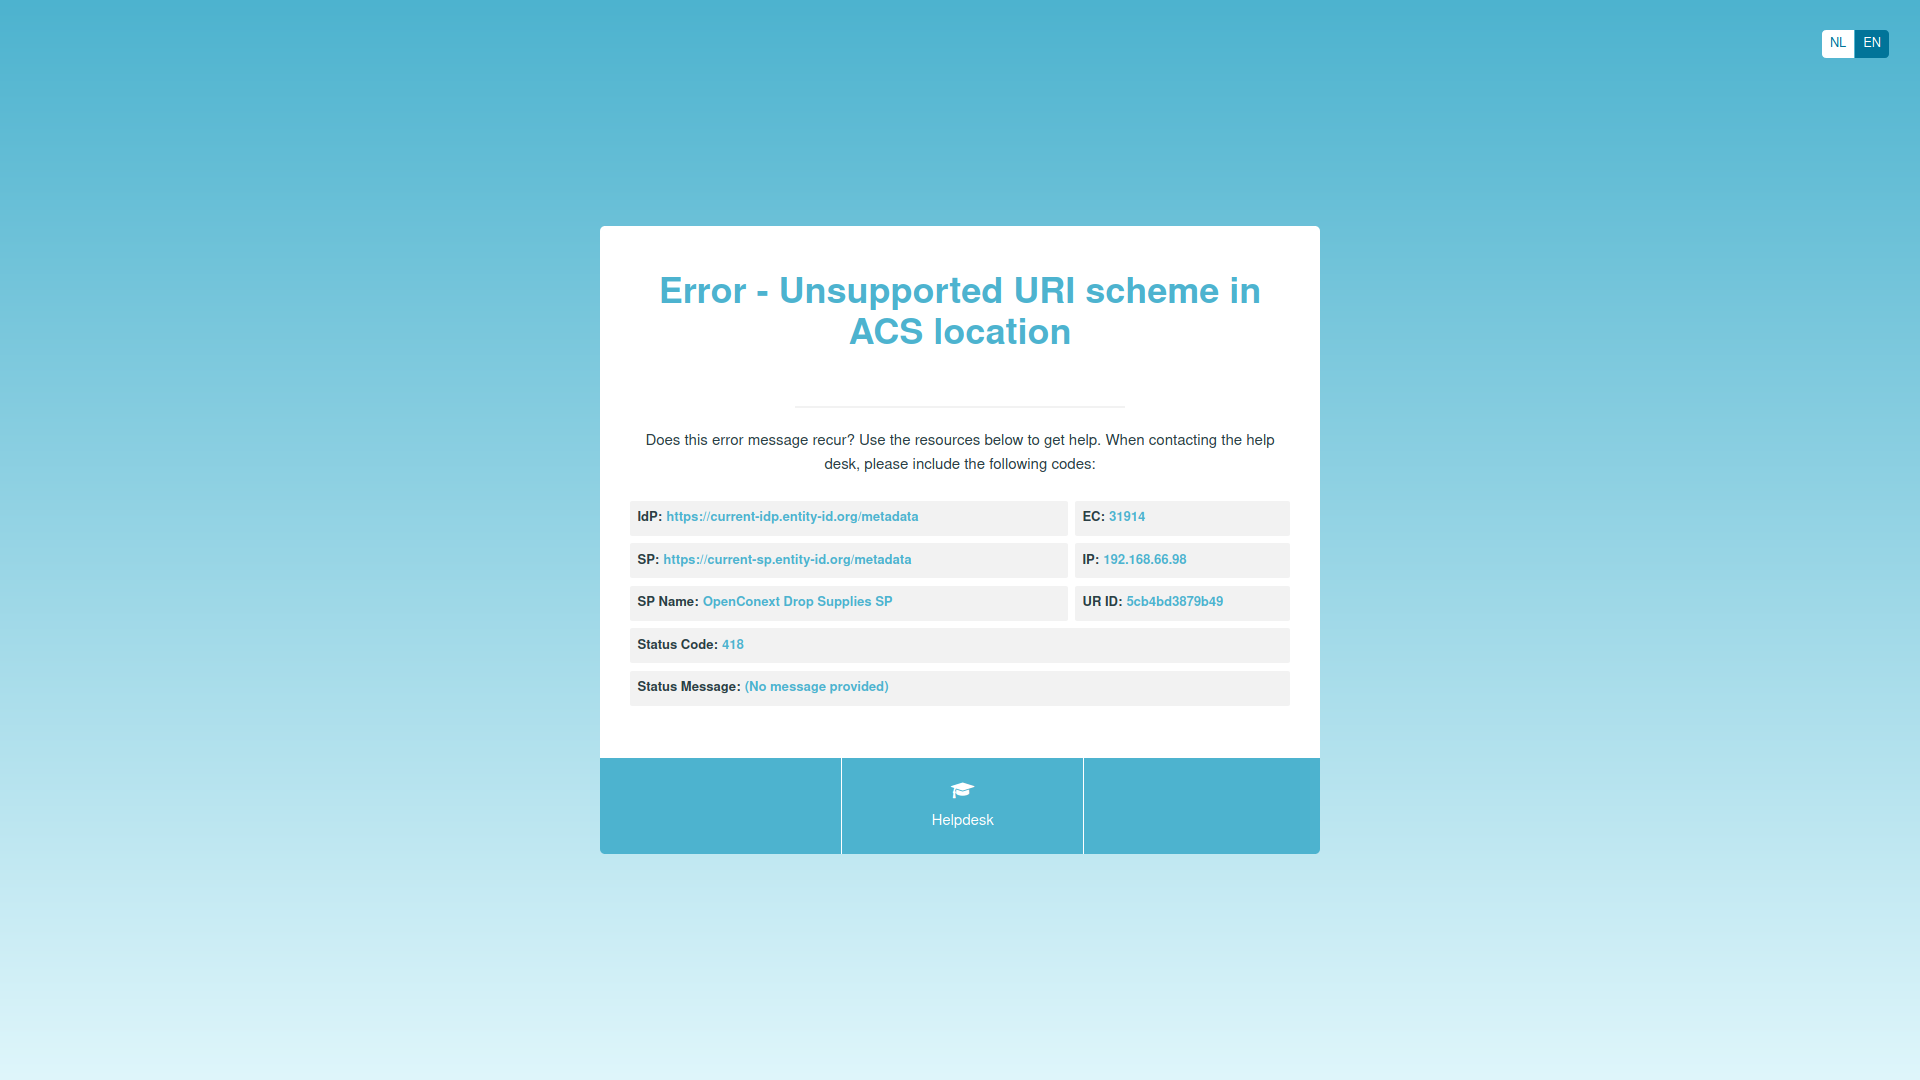 NL EN
Error - Unsupported URI scheme in
ACS location
Does this error message recur? Use the resources below to get help. When contacting the help
desk, please include the following codes:
IdP: https://current-idp.entity-id.org/metadata
EC: 31914
SP: https://current-sp.entity-id.org/metadata
IP: 192.168.66.98
SP Name: OpenConext Drop Supplies SP
UR ID: 5cb4bd3879b49
Status Code: 418
Status Message: (No message provided)
Helpdesk